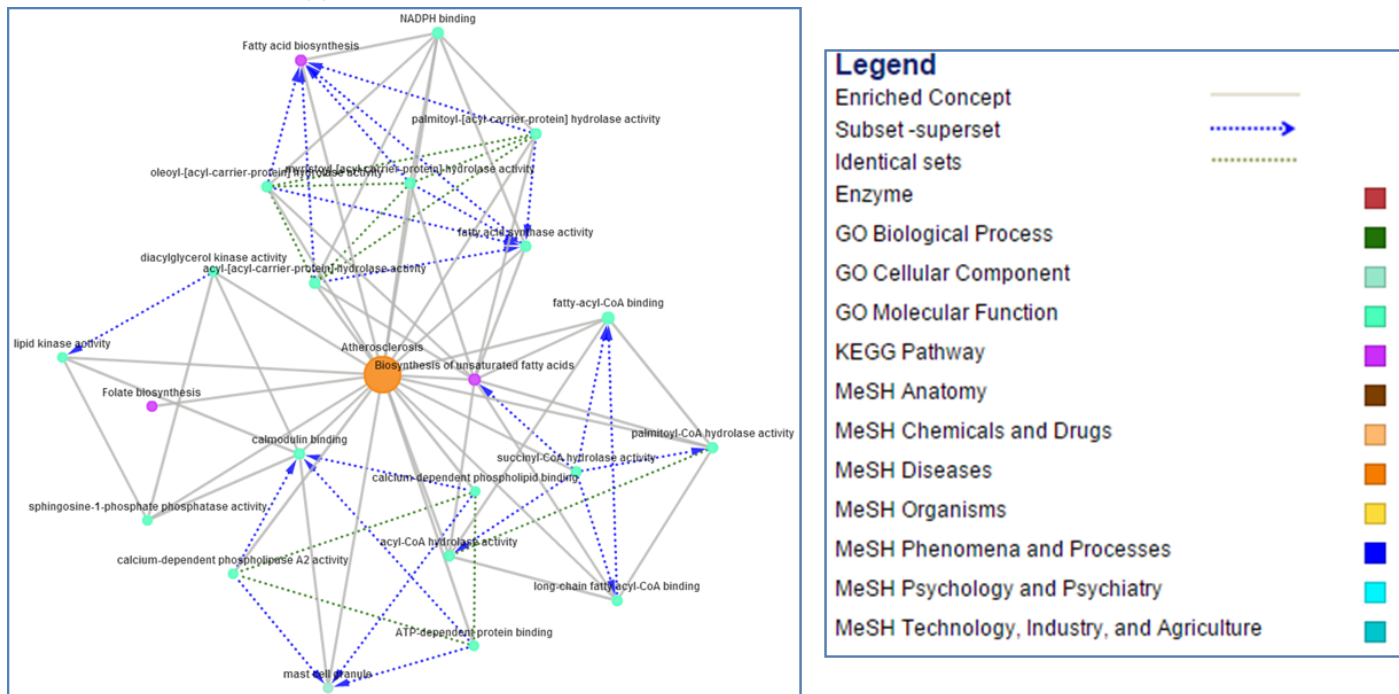 NADPH binding
Fatty acid biosynthesis
palmitoyl-[acyl-carrier-protein] hydrolase activity
myristoyl-[acyl-carrier-protein] hydrolase activity
oleoyl-[acyl-carrier-protein] hydrolase activity
fatty acid synthase activity
diacylglycerol kinase activity
acyl-[acyl-carrier-protein]-hydrolase activity
fatty-acyl-CoA binding
lipid kinase activity
Atherosclerosis
Biosynthesis of unsaturated fatty acids
Folate biosynthesis
calmodulin binding
palmitoyl-CoA hydrolase activity
succinyl-CoA hydrolase activity
calcium-dependent phospholipid binding
sphingosine-1-phosphate phosphatase activity
acyl-CoA hydrolase activity
calcium-dependent phospholipase A2 activity
long-chain fatty acyl-CoA binding
ATP-dependent protein binding
mast cell granule
Legend
Enriched Concept
Subset -superset
Identical sets
Enzyme
GO Biological Process
GO Cellular Component
GO Molecular Function
KEGG Pathway
MeSH Anatomy
MeSH Chemicals and Drugs
MeSH Diseases
MeSH Organisms
MeSH Phenomena and Processes
MeSH Psychology and Psychiatry
MeSH Technology, Industry, and Agriculture